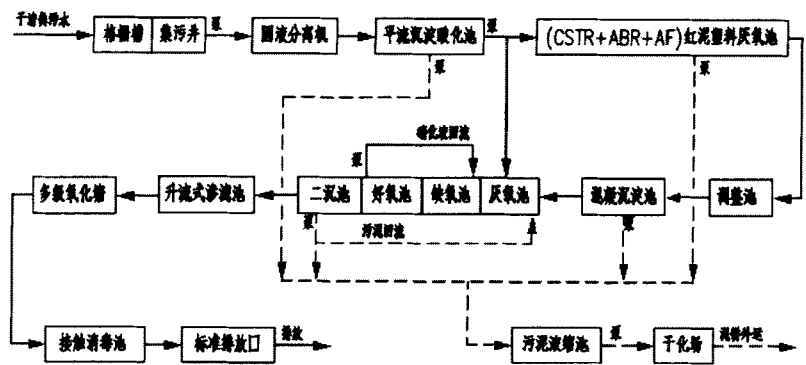 干清粪污水
格栅槽 集污井 泵 固液分离机 平流沉淀酸化池 泵 (CSTR+ABR+AF)红泥塑料厌氧池
泵 泵
硝化液回流
泵
多级氧化塘 升流式渗滤池 二沉池 好氧池 缺氧池 厌氧池 混凝沉淀池 调整池
泵 污泥回流 泵
接触消毒池 标准排放口 排放 污泥浓缩池 泵 干化场 泥饼外运